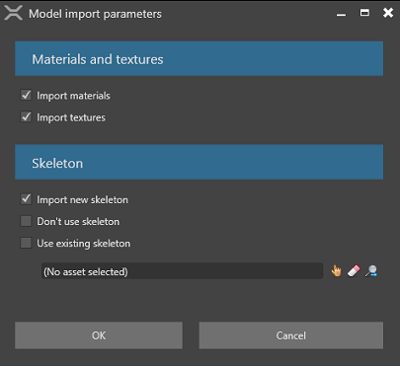 Model import parameters
Materials and textures
Import materials
Import textures
Skeleton
Import new skeleton
Don't use skeleton
Use existing skeleton
(No asset selected)
OK
Cancel